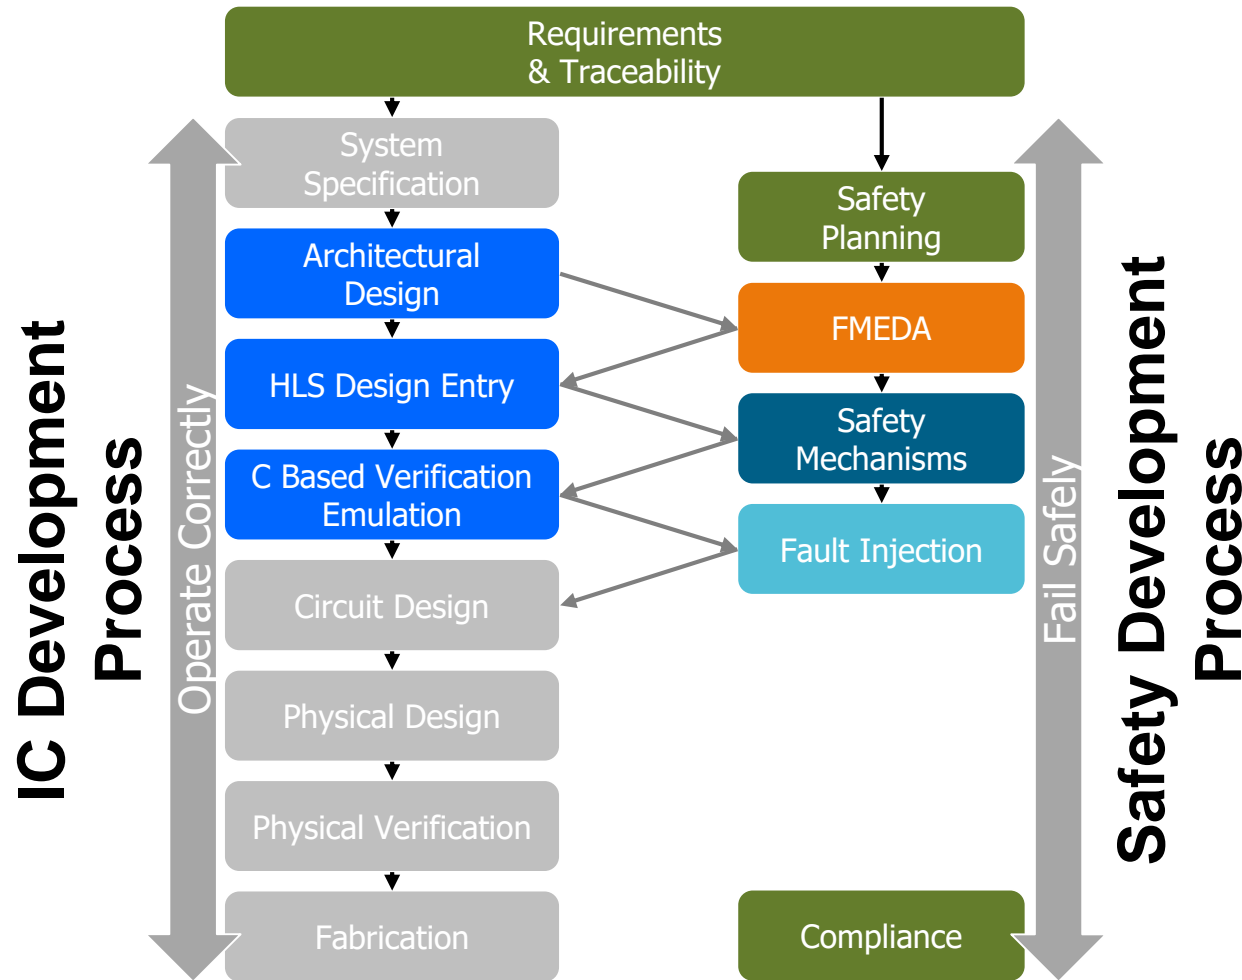 Requirements
& Traceability
System
Specification
Architectural
Design
HLS Design Entry
C Based Verification
Emulation
Circuit Design
Physical Design
Physical Verification
Fabrication
Safety
Planning
FMEDA
Safety
Mechanisms
Fault Injection
Compliance
IC Development
Process
Operate Correctly
Fail Safely
Safety Development
Process